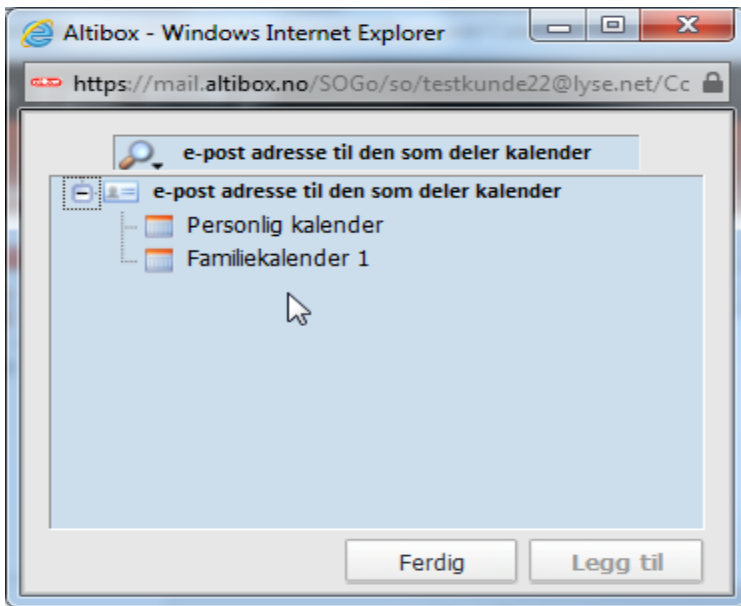 Altibox - Windows Internet Explorer
https://mail.altibox.no/SOGo/so/testkunde22@lyse.net/Cc
e-post adresse til den som deler kalender
e-post adresse til den som deler kalender
Personlig kalender
Familiekalender 1
Ferdig
Legg til